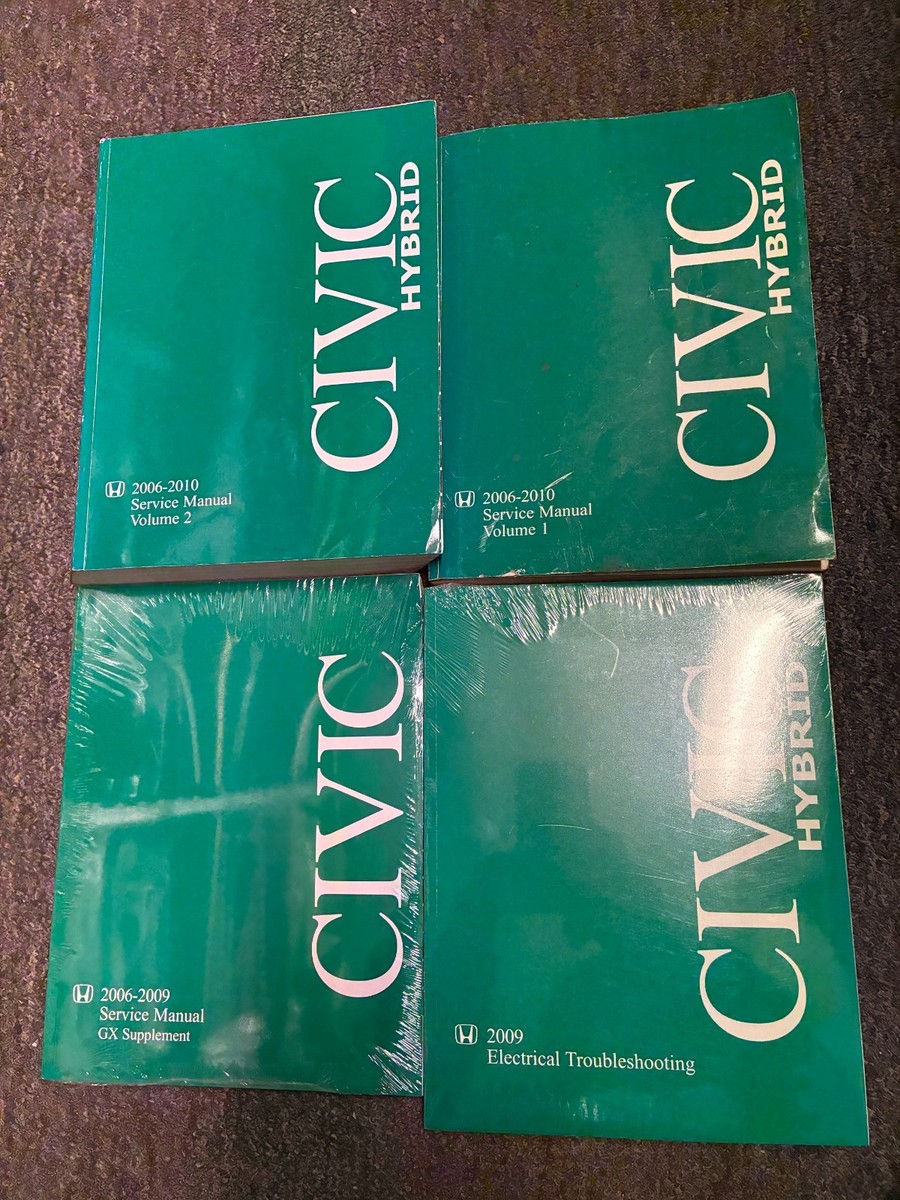 CIVIC
HYBRID
2006-2010
Service Manual
Volume 2
CIVIC
HYBRID
2006-2010
Service Manual
Volume 1
CIVIC
2006-2009
Service Manual
GX Supplement
CIVIC
HYBRID
2009
Electrical Troubleshooting